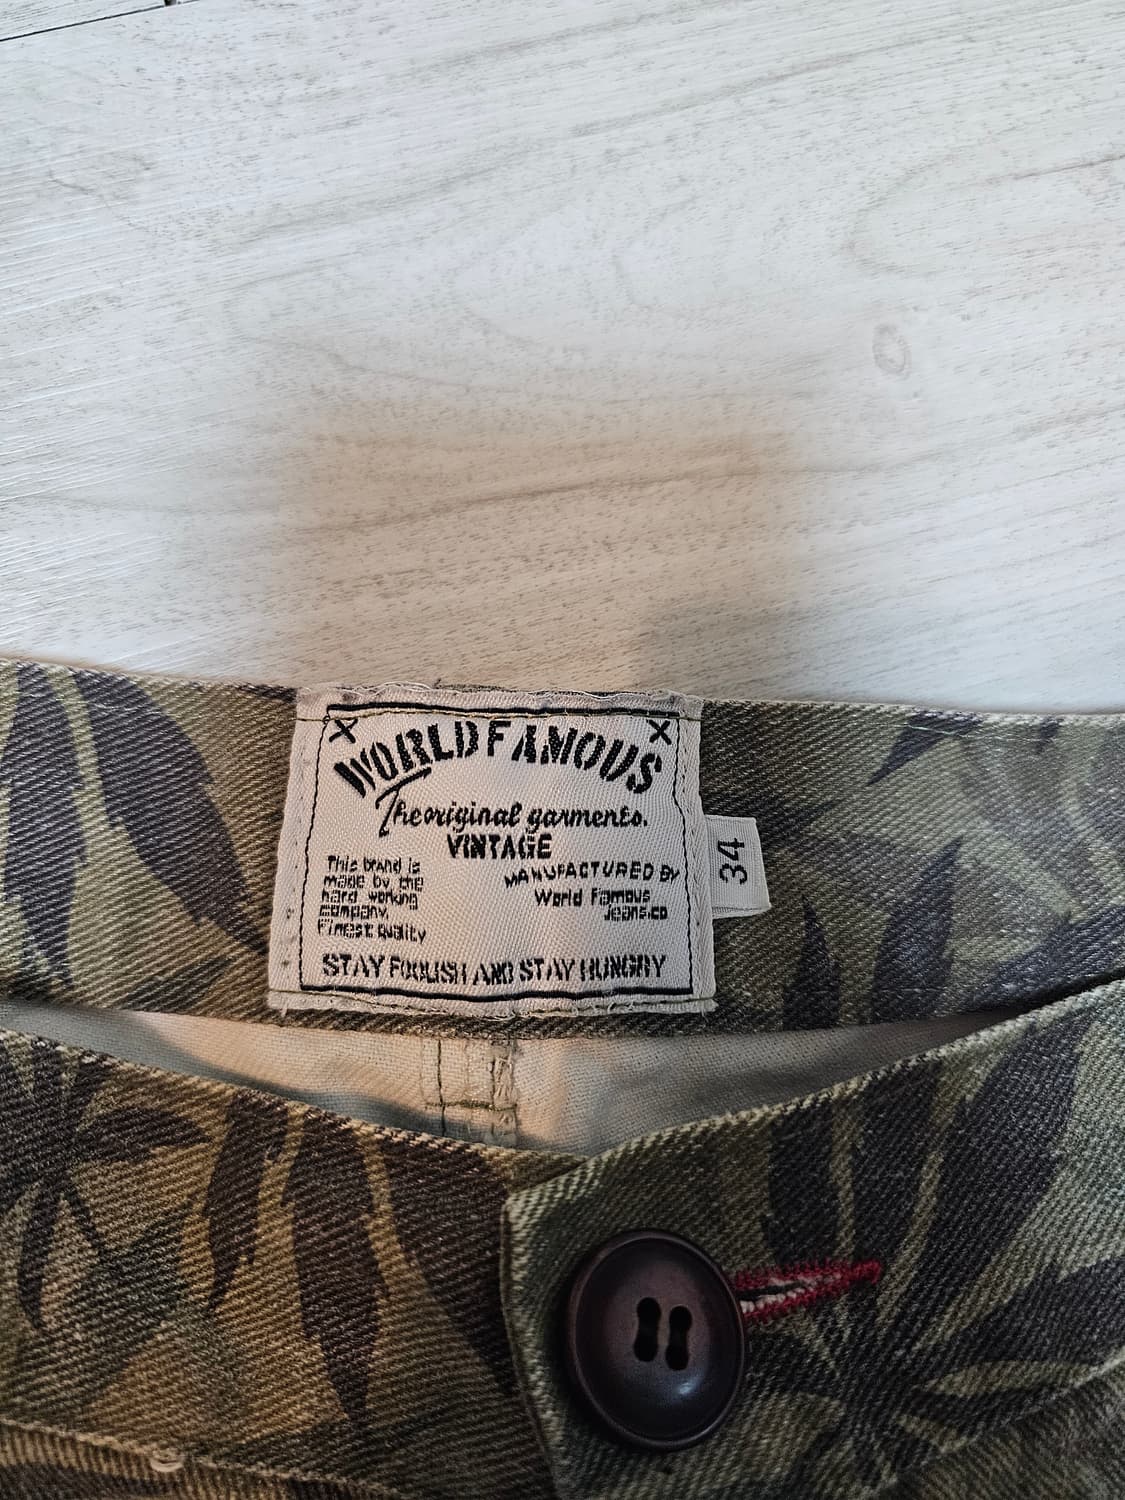 WORLD FAMOUS
The original garments.
VINTAGE
This brand is
made by the
hard working
company.
Finest quality
MANUFACTURED BY
World Famous
Jeans.co
STAY FOOLISH AND STAY HUNGRY
34